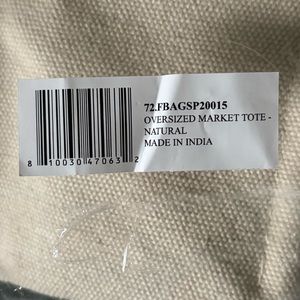 72.FBAGSP20015
OVERSIZED MARKET TOTE -
NATURAL
MADE IN INDIA
8 10030 47063 2